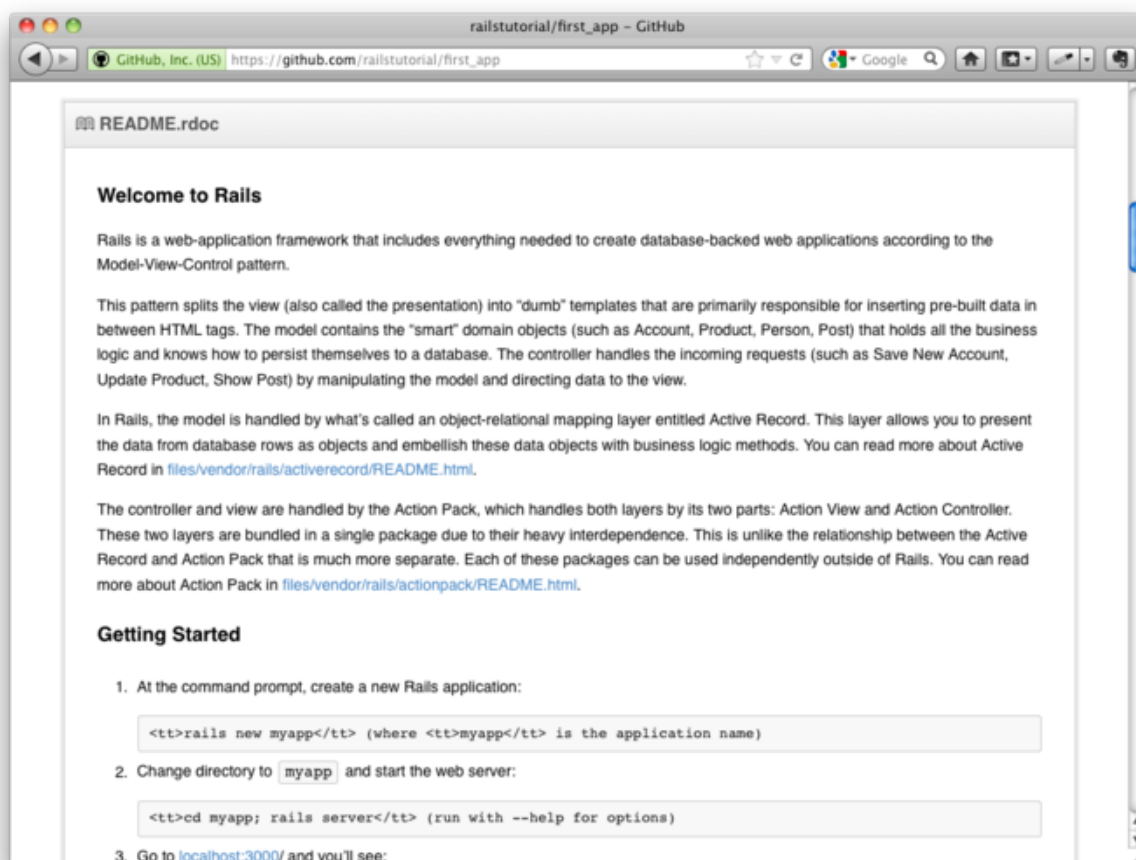 railstutorial/first_app – GitHub
GitHub, Inc. (US) https://github.com/railstutorial/first_app Google
README.rdoc
Welcome to Rails
Rails is a web-application framework that includes everything needed to create database-backed web applications according to the
Model-View-Control pattern.
This pattern splits the view (also called the presentation) into “dumb” templates that are primarily responsible for inserting pre-built data in
between HTML tags. The model contains the “smart” domain objects (such as Account, Product, Person, Post) that holds all the business
logic and knows how to persist themselves to a database. The controller handles the incoming requests (such as Save New Account,
Update Product, Show Post) by manipulating the model and directing data to the view.
In Rails, the model is handled by what’s called an object-relational mapping layer entitled Active Record. This layer allows you to present
the data from database rows as objects and embellish these data objects with business logic methods. You can read more about Active
Record in files/vendor/rails/activerecord/README.html.
The controller and view are handled by the Action Pack, which handles both layers by its two parts: Action View and Action Controller.
These two layers are bundled in a single package due to their heavy interdependence. This is unlike the relationship between the Active
Record and Action Pack that is much more separate. Each of these packages can be used independently outside of Rails. You can read
more about Action Pack in files/vendor/rails/actionpack/README.html.
Getting Started
1. At the command prompt, create a new Rails application:
<tt>rails new myapp</tt> (where <tt>myapp</tt> is the application name)
2. Change directory to myapp and start the web server:
<tt>cd myapp; rails server</tt> (run with --help for options)
3. Go to localhost:3000/ and you’ll see: